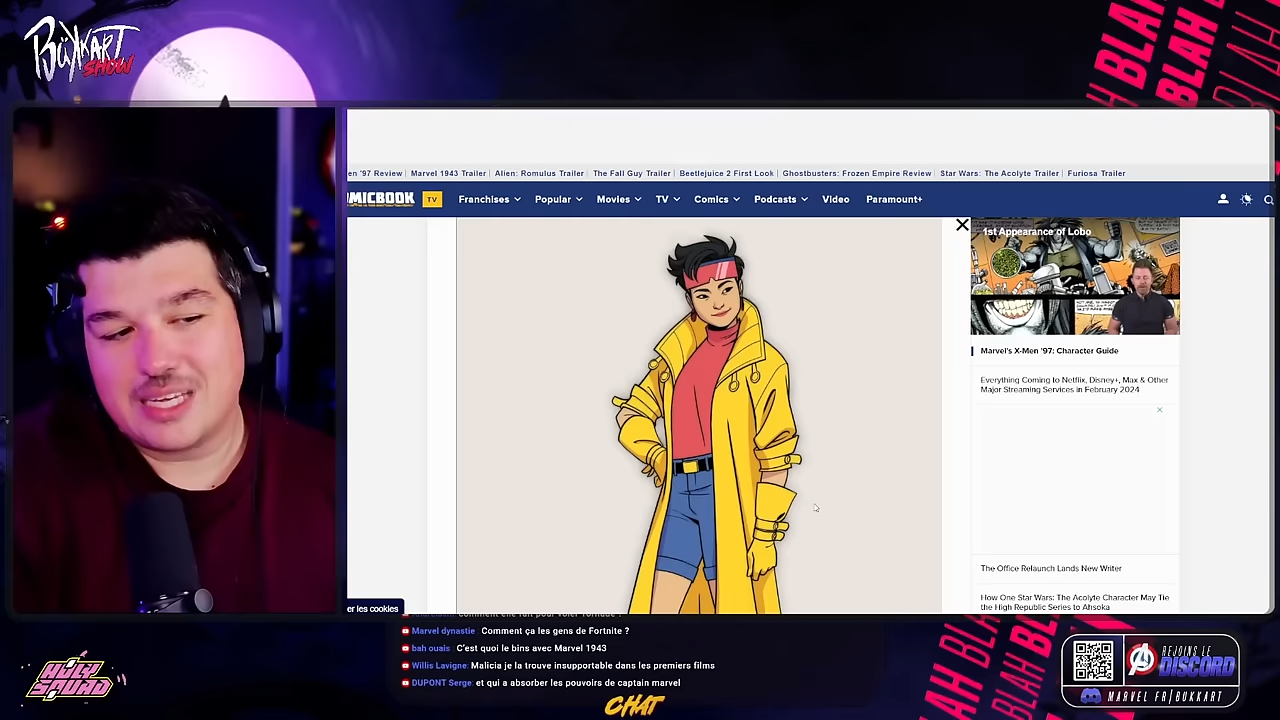 BÜKKART
SHOW
BLAH
BLAH
en '97 Review | Marvel 1943 Trailer | Alien: Romulus Trailer | The Fall Guy Trailer | Beetlejuice 2 First Look | Ghostbusters: Frozen Empire Review | Star Wars: The Acolyte Trailer | Furiosa Trailer
MICBOOK TV Franchises Popular Movies TV Comics Podcasts Video Paramount+
1st Appearance of Lobo
Marvel's X-Men '97: Character Guide
Everything Coming to Netflix, Disney+, Max & Other
Major Streaming Services in February 2024
The Office Relaunch Lands New Writer
How One Star Wars: The Acolyte Character May Tie
the High Republic Series to Ahsoka
er les cookies
Marvel dynastie Comment ça les gens de Fortnite ?
bah ouais C'est quoi le bins avec Marvel 1943
Willis Lavigne: Malicia je la trouve insupportable dans les premiers films
DUPONT Serge: et qui a absorber les pouvoirs de captain marvel
CHAT
HOLY
SQUAD
BLAH
REJOINS LE
DISCORD
MARVEL FR|BUKKART